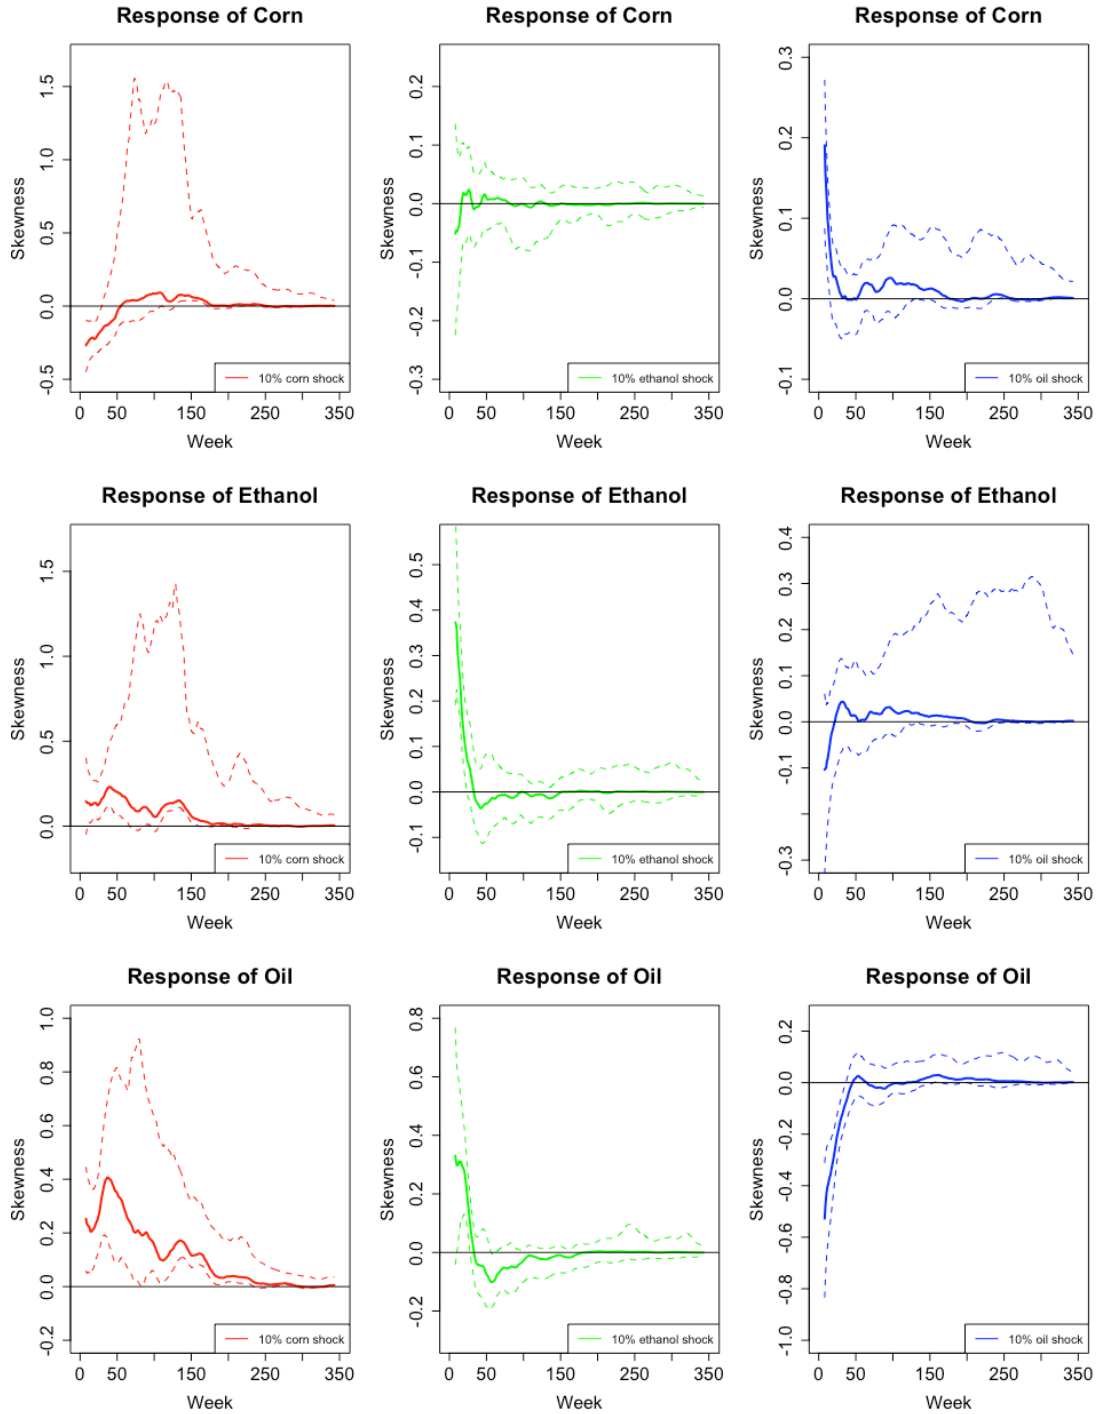 Response of Corn
Skewness
1.5
1.0
0.5
0.0
-0.5
10% corn shock
0 50 150 250 350
Week
Response of Corn
Skewness
0.2
0.1
0.0
-0.1
-0.2
-0.3
10% ethanol shock
0 50 150 250 350
Week
Response of Corn
Skewness
0.3
0.2
0.1
0.0
-0.1
10% oil shock
0 50 150 250 350
Week
Response of Ethanol
Skewness
1.5
1.0
0.5
0.0
10% corn shock
0 50 150 250 350
Week
Response of Ethanol
Skewness
0.5
0.4
0.3
0.2
0.1
0.0
-0.1
10% ethanol shock
0 50 150 250 350
Week
Response of Ethanol
Skewness
0.4
0.3
0.2
0.1
0.0
-0.1
-0.3
10% oil shock
0 50 150 250 350
Week
Response of Oil
Skewness
1.0
0.8
0.6
0.4
0.2
0.0
-0.2
10% corn shock
0 50 150 250 350
Week
Response of Oil
Skewness
0.8
0.6
0.4
0.2
0.0
-0.2
10% ethanol shock
0 50 150 250 350
Week
Response of Oil
Skewness
0.2
0.0
-0.2
-0.4
-0.6
-0.8
-1.0
10% oil shock
0 50 150 250 350
Week